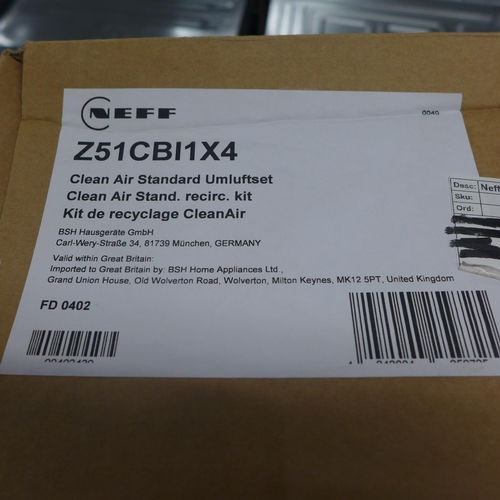 NEFF
0040
Z51CBI1X4
Clean Air Standard Umluftset
Clean Air Stand. recirc. kit
Kit de recyclage CleanAir
BSH Hausgeräte GmbH
Carl-Wery-Straße 34, 81739 München, GERMANY
Valid within Great Britain:
Imported to Great Britain by: BSH Home Appliances Ltd.,
Grand Union House, Old Wolverton Road, Wolverton, Milton Keynes, MK12 5PT, United Kingdom
FD 0402
Desc: Neff
Sku:
Ord: